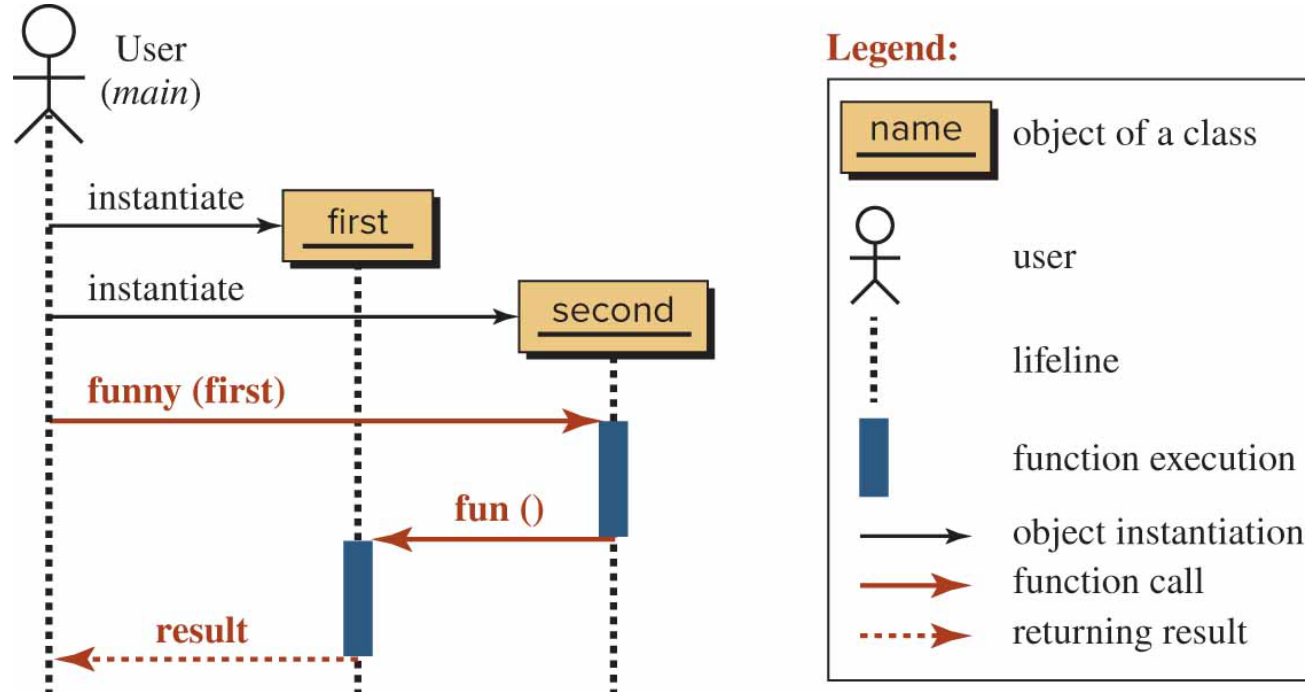 User
(main)
instantiate
first
instantiate
second
funny (first)
fun ()
result
Legend:
name
object of a class
user
lifeline
function execution
object instantiation
function call
returning result